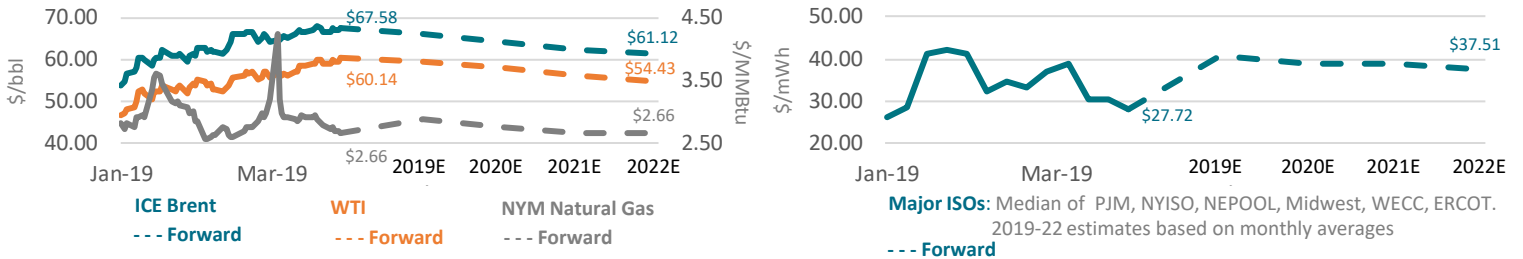 70.00
60.00
50.00
40.00
$/bbl
$67.58
$60.14
$2.66
$61.12
$54.43
$2.66
4.50
3.50
2.50
$/MMBtu
Jan-19 Mar-19 2019E 2020E 2021E 2022E
ICE Brent WTI NYM Natural Gas
- - - Forward - - - Forward - - - Forward
50.00
40.00
30.00
20.00
$/mWh
$37.51
$27.72
Jan-19 Mar-19 2019E 2020E 2021E 2022E
Major ISOs: Median of PJM, NYISO, NEPOOL, Midwest, WECC, ERCOT.
2019-22 estimates based on monthly averages
- - - Forward